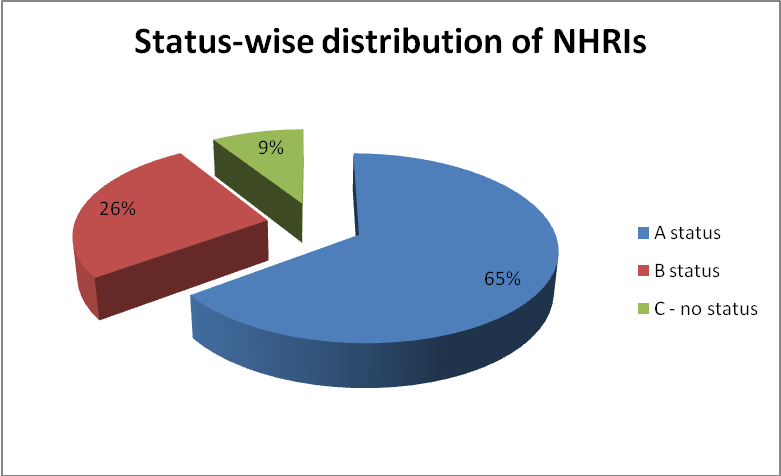 Status-wise distribution of NHRIs
9%
26%
65%
A status
B status
C - no status